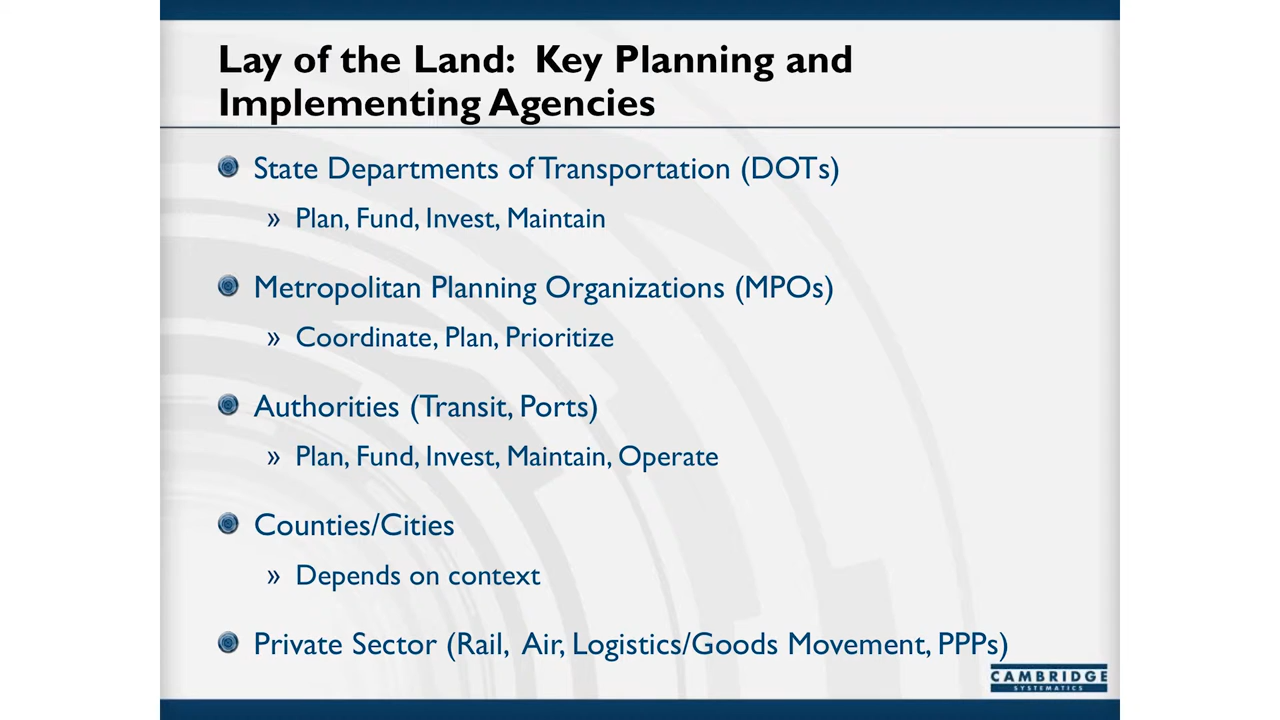 Lay of the Land: Key Planning and
Implementing Agencies
State Departments of Transportation (DOTs)
» Plan, Fund, Invest, Maintain
Metropolitan Planning Organizations (MPOs)
» Coordinate, Plan, Prioritize
Authorities (Transit, Ports)
» Plan, Fund, Invest, Maintain, Operate
Counties/Cities
» Depends on context
Private Sector (Rail, Air, Logistics/Goods Movement, PPPs)
CAMBRIDGE
SYSTEMATICS